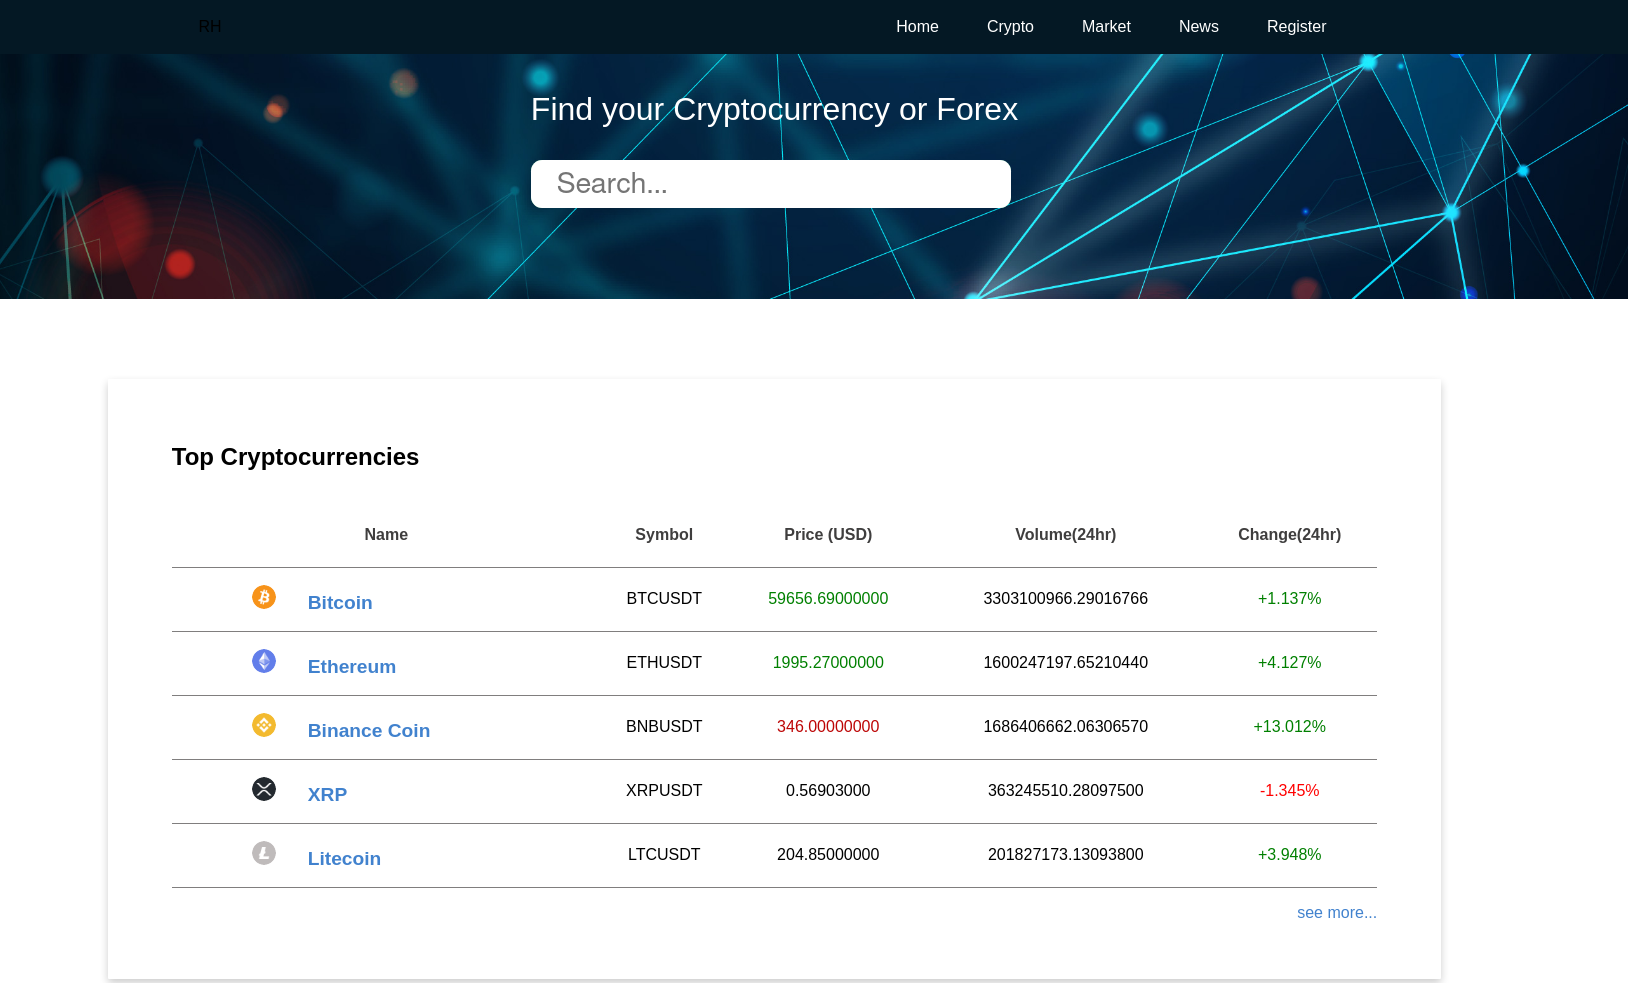 RH Home Crypto Market News Register
Find your Cryptocurrency or Forex
Search...
Top Cryptocurrencies
Name Symbol Price (USD) Volume(24hr) Change(24hr)
Bitcoin BTCUSDT 59656.69000000 3303100966.29016766 +1.137%
Ethereum ETHUSDT 1995.27000000 1600247197.65210440 +4.127%
Binance Coin BNBUSDT 346.00000000 1686406662.06306570 +13.012%
XRP XRPUSDT 0.56903000 363245510.28097500 -1.345%
Litecoin LTCUSDT 204.85000000 201827173.13093800 +3.948%
see more...